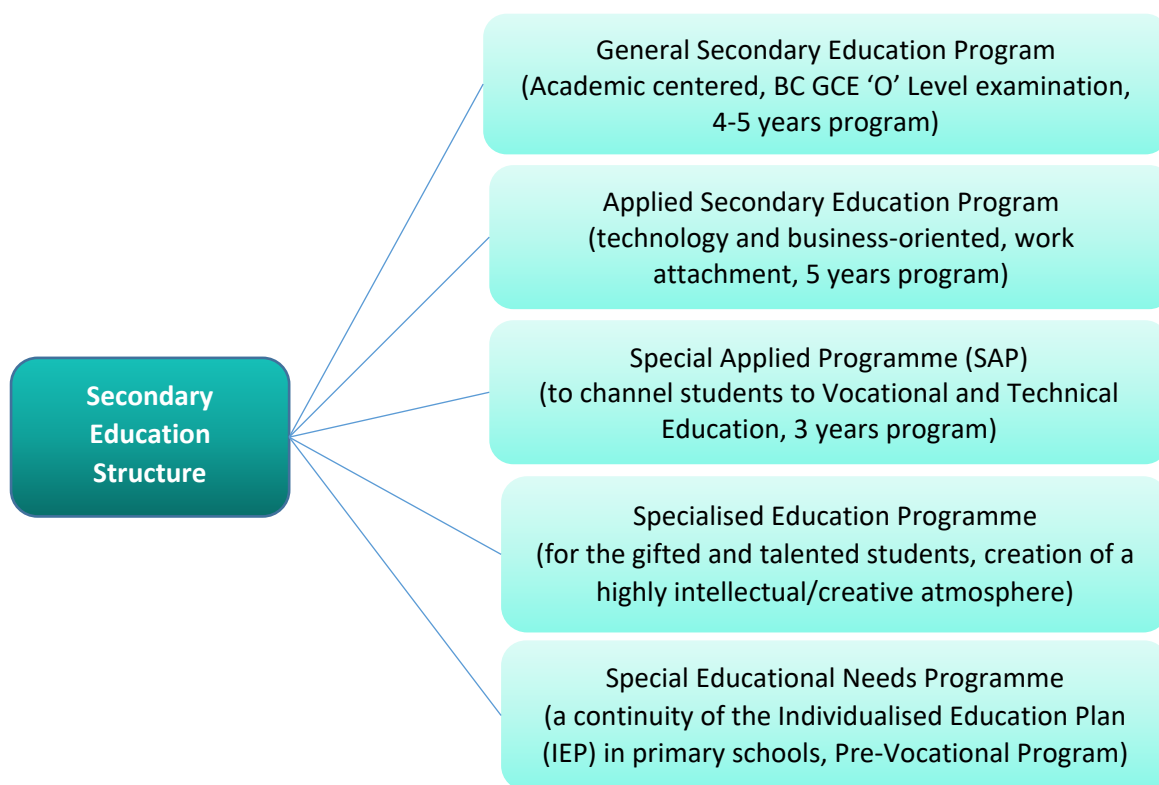 General Secondary Education Program
(Academic centered, BC GCE ‘O’ Level examination,
4-5 years program)
Applied Secondary Education Program
(technology and business-oriented, work
attachment, 5 years program)
Secondary
Education
Structure
Special Applied Programme (SAP)
(to channel students to Vocational and Technical
Education, 3 years program)
Specialised Education Programme
(for the gifted and talented students, creation of a
highly intellectual/creative atmosphere)
Special Educational Needs Programme
(a continuity of the Individualised Education Plan
(IEP) in primary schools, Pre-Vocational Program)